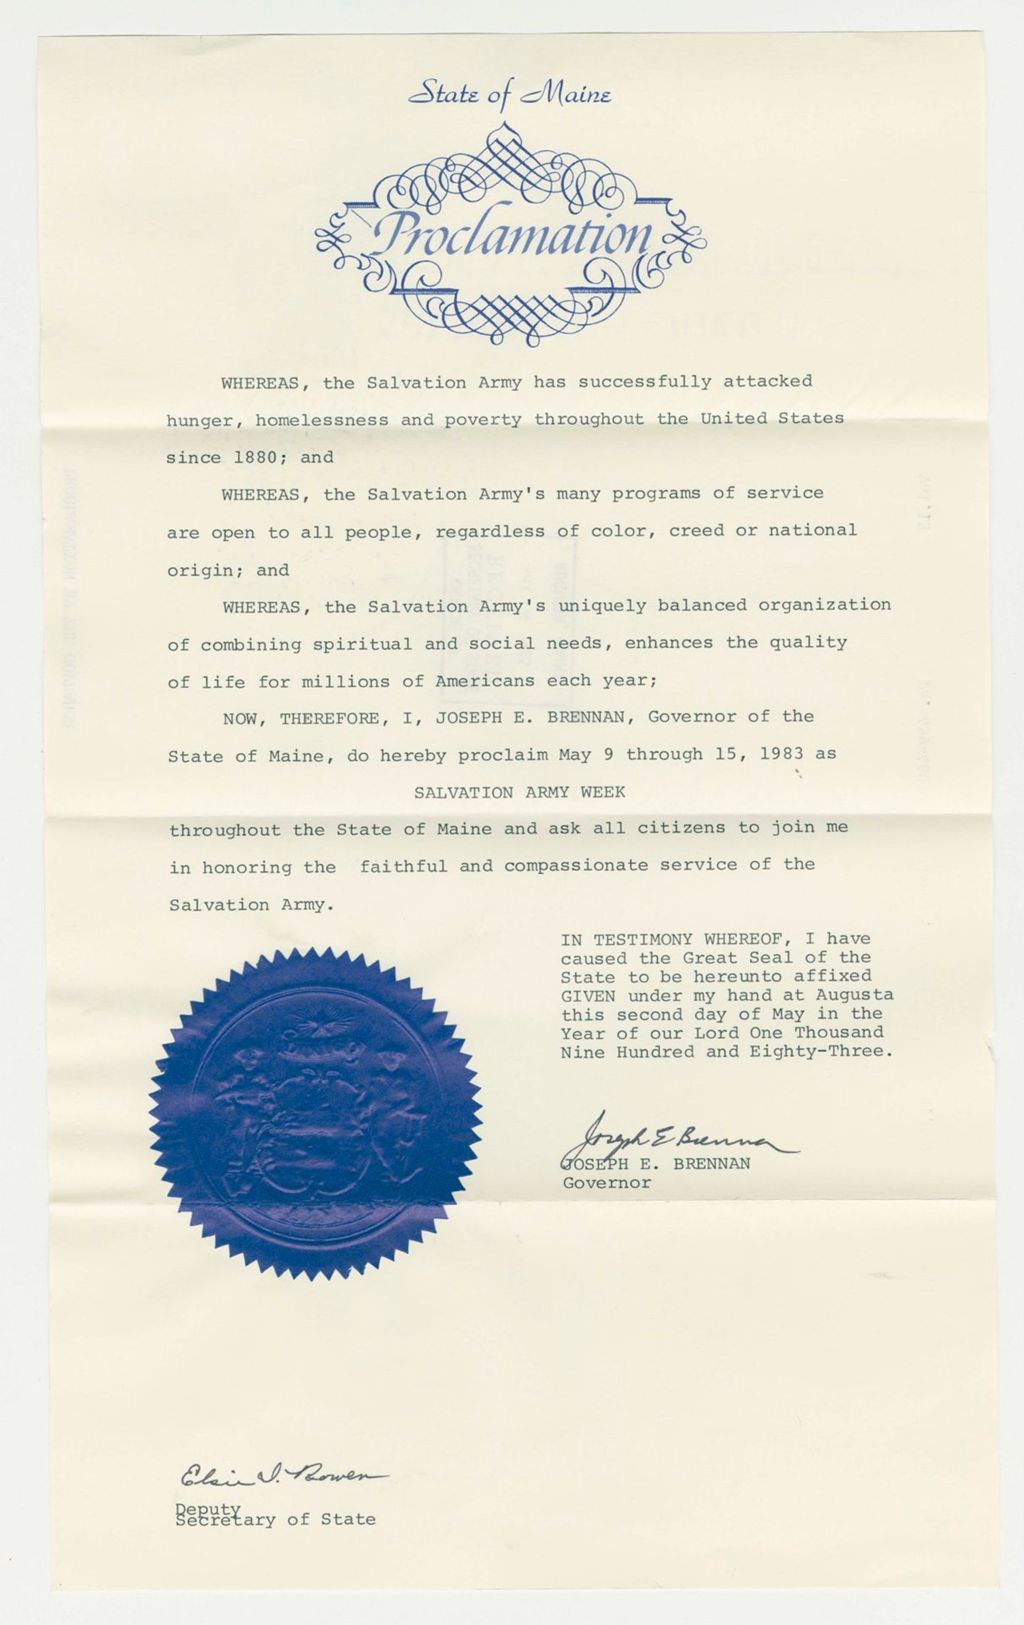 State of Maine
Proclamation
WHEREAS, the Salvation Army has successfully attacked
hunger, homelessness and poverty throughout the United States
since 1880; and
WHEREAS, the Salvation Army's many programs of service
are open to all people, regardless of color, creed or national
origin; and
WHEREAS, the Salvation Army's uniquely balanced organization
of combining spiritual and social needs, enhances the quality
of life for millions of Americans each year;
NOW, THEREFORE, I, JOSEPH E. BRENNAN, Governor of the
State of Maine, do hereby proclaim May 9 through 15, 1983 as
SALVATION ARMY WEEK
throughout the State of Maine and ask all citizens to join me
in honoring the faithful and compassionate service of the
Salvation Army.
IN TESTIMONY WHEREOF, I have
caused the Great Seal of the
State to be hereunto affixed
GIVEN under my hand at Augusta
this second day of May in the
Year of our Lord One Thousand
Nine Hundred and Eighty-Three.
Joseph E Brennan
JOSEPH E. BRENNAN
Governor
Elsie I. Bowen
Deputy
Secretary of State